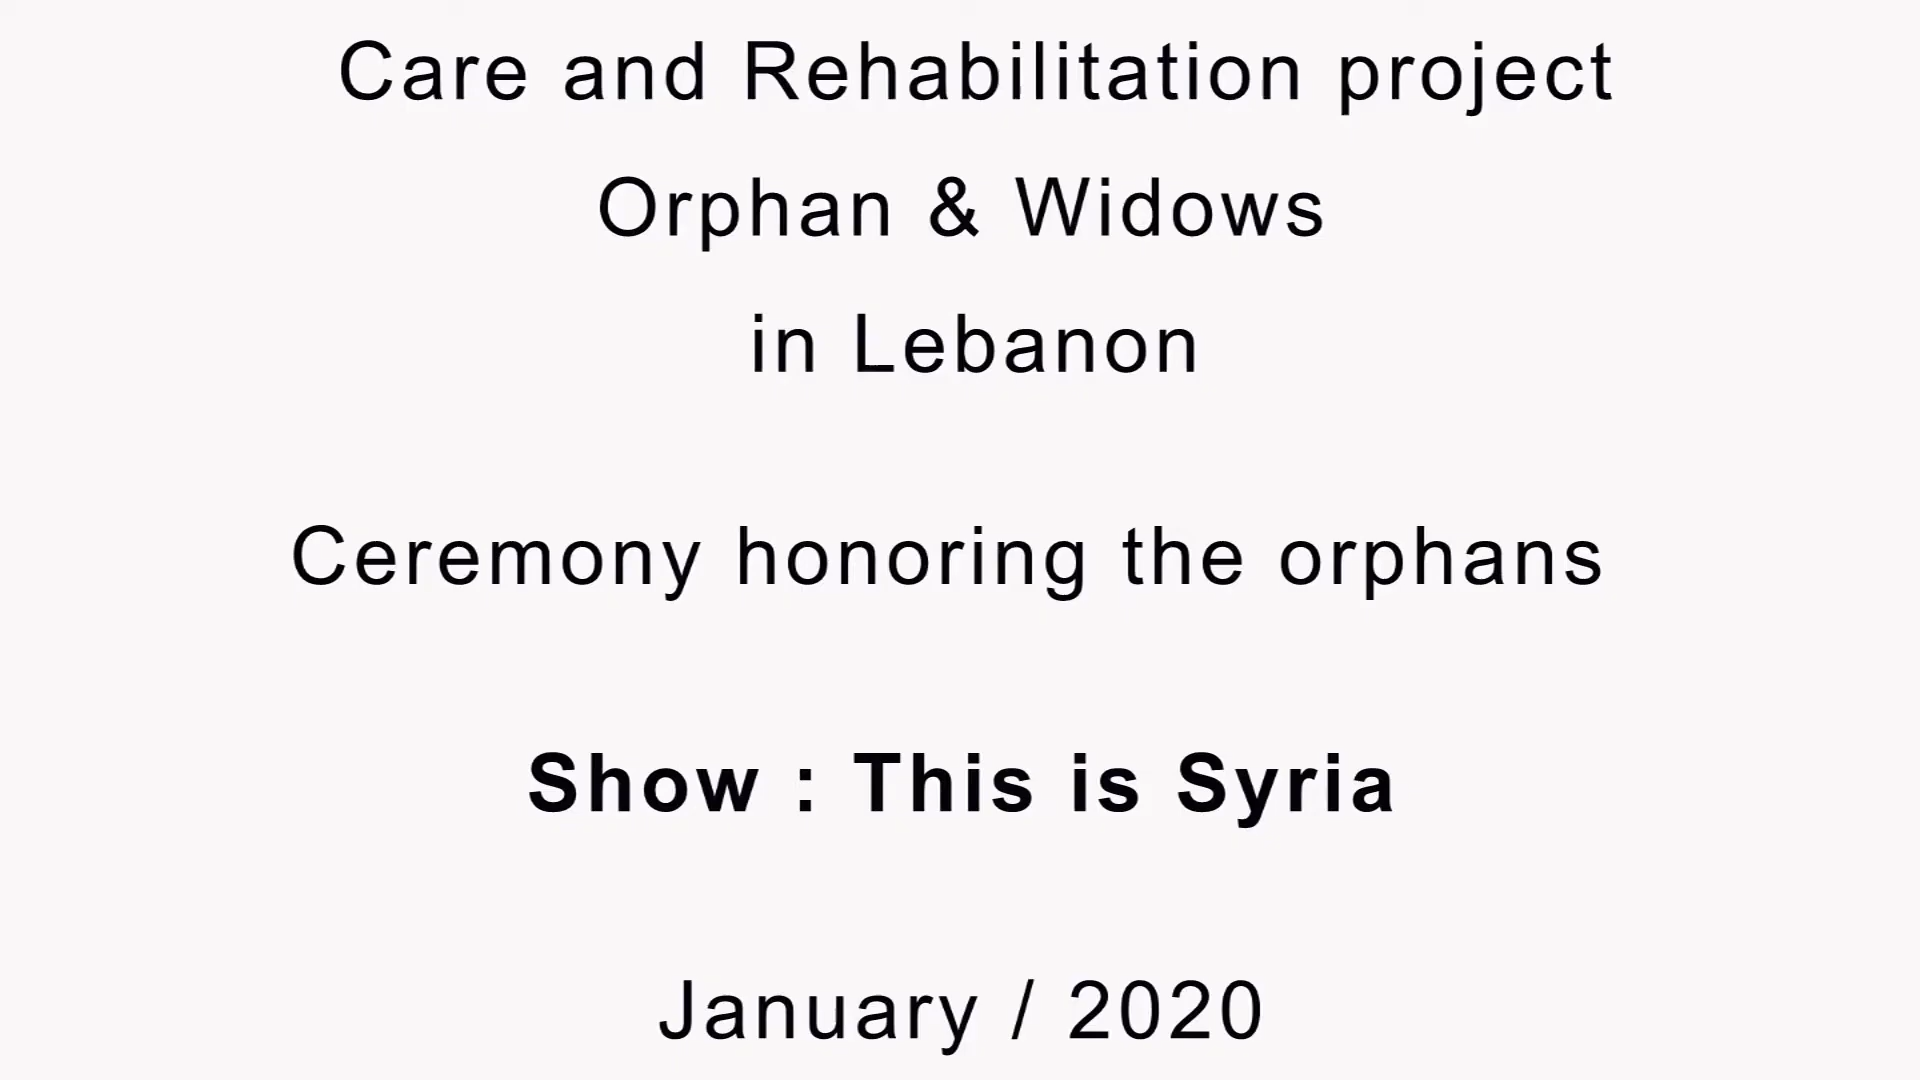 Care and Rehabilitation project
Orphan & Widows
in Lebanon
Ceremony honoring the orphans
Show : This is Syria
January / 2020